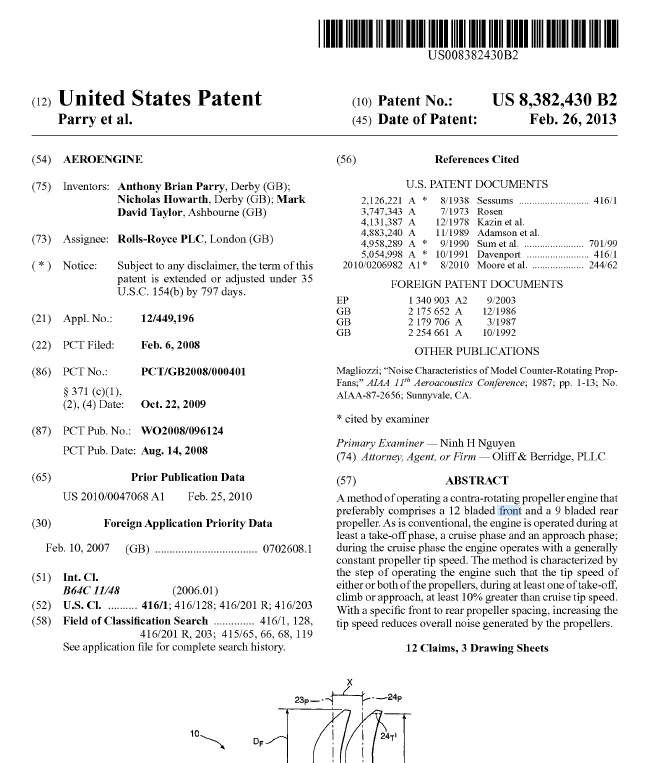 US008382430B2
(12) United States Patent
Parry et al.
(10) Patent No.: US 8,382,430 B2
(45) Date of Patent: Feb. 26, 2013
(54) AEROENGINE
(75) Inventors: Anthony Brian Parry, Derby (GB);
Nicholas Howarth, Derby (GB); Mark
David Taylor, Ashbourne (GB)
(73) Assignee: Rolls-Royce PLC, London (GB)
( * ) Notice: Subject to any disclaimer, the term of this
patent is extended or adjusted under 35
U.S.C. 154(b) by 797 days.
(21) Appl. No.: 12/449,196
(22) PCT Filed: Feb. 6, 2008
(86) PCT No.: PCT/GB2008/000401
§ 371 (c)(1),
(2), (4) Date: Oct. 22, 2009
(87) PCT Pub. No.: WO2008/096124
PCT Pub. Date: Aug. 14, 2008
(65) Prior Publication Data
US 2010/0047068 A1 Feb. 25, 2010
(30) Foreign Application Priority Data
Feb. 10, 2007 (GB) .................................. 0702608.1
(51) Int. Cl.
B64C 11/48 (2006.01)
(52) U.S. Cl. .......... 416/1; 416/128; 416/201 R; 416/203
(58) Field of Classification Search .............. 416/1, 128,
416/201 R, 203; 415/65, 66, 68, 119
See application file for complete search history.
(56) References Cited
U.S. PATENT DOCUMENTS
2,126,221 A * 8/1938 Sessums ..................... 416/1
3,747,343 A 7/1973 Rosen
4,131,387 A 12/1978 Kazin et al.
4,883,240 A 11/1989 Adamson et al.
4,958,289 A * 9/1990 Sum et al. .................. 701/99
5,054,998 A * 10/1991 Davenport .................. 416/1
2010/0206982 A1* 8/2010 Moore et al. ............... 244/62
FOREIGN PATENT DOCUMENTS
EP 1 340 903 A2 9/2003
GB 2 175 652 A 12/1986
GB 2 179 706 A 3/1987
GB 2 254 661 A 10/1992
OTHER PUBLICATIONS
Magliozzi; "Noise Characteristics of Model Counter-Rotating Prop-
Fans;" AIAA 11th Aeroacoustics Conference; 1987; pp. 1-13; No.
AIAA-87-2656; Sunnyvale, CA.
* cited by examiner
Primary Examiner — Ninh H Nguyen
(74) Attorney, Agent, or Firm — Oliff & Berridge, PLLC
(57) ABSTRACT
A method of operating a contra-rotating propeller engine that
preferably comprises a 12 bladed front and a 9 bladed rear
propeller. As is conventional, the engine is operated during at
least a take-off phase, a cruise phase and an approach phase;
during the cruise phase the engine operates with a generally
constant propeller tip speed. The method is characterized by
the step of operating the engine such that the tip speed of
either or both of the propellers, during at least one of take-off,
climb or approach, at least 10% greater than cruise tip speed.
With a specific front to rear propeller spacing, increasing the
tip speed reduces overall noise generated by the propellers.
12 Claims, 3 Drawing Sheets
X
23P 24P
10 DF 24T